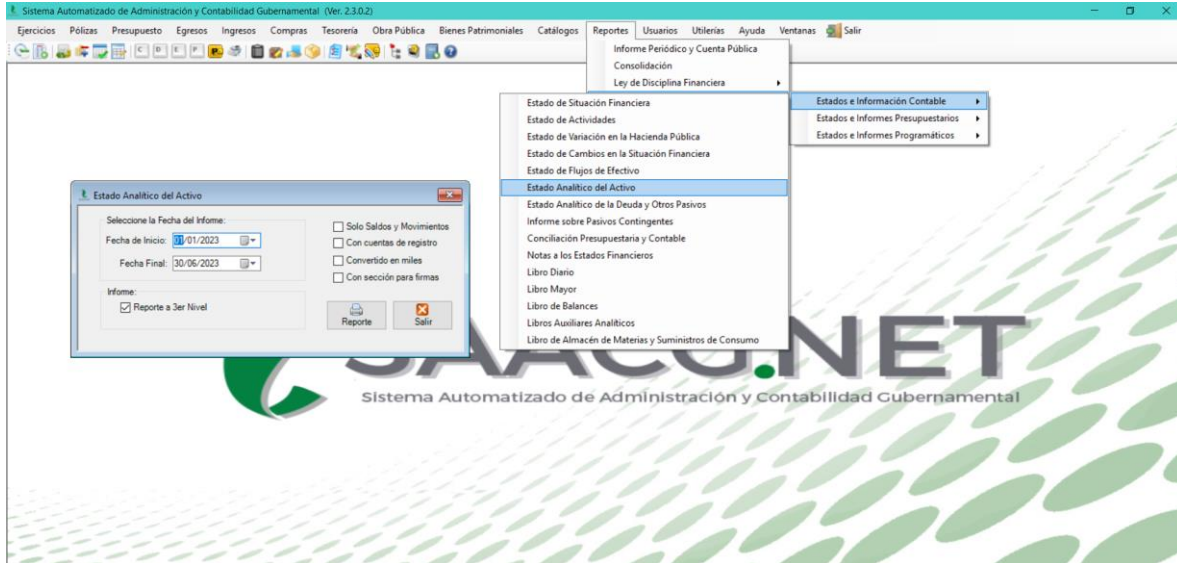 Sistema Automatizado de Administración y Contabilidad Gubernamental (Ver. 2.3.0.2)
Ejercicios Pólizas Presupuesto Egresos Ingresos Compras Tesorería Obra Pública Bienes Patrimoniales Catálogos Reportes Usuarios Utilerías Ayuda Ventanas Salir
C D E P P
Informe Periódico y Cuenta Pública
Consolidación
Ley de Disciplina Financiera
Estados e Información Contable
Estados e Informes Presupuestarios
Estados e Informes Programáticos
Estado de Situación Financiera
Estado de Actividades
Estado de Variación en la Hacienda Pública
Estado de Cambios en la Situación Financiera
Estado de Flujos de Efectivo
Estado Analítico del Activo
Estado Analítico de la Deuda y Otros Pasivos
Informe sobre Pasivos Contingentes
Conciliación Presupuestaria y Contable
Notas a los Estados Financieros
Libro Diario
Libro Mayor
Libro de Balances
Libros Auxiliares Analíticos
Libro de Almacén de Materias y Suministros de Consumo
Estado Analítico del Activo
Seleccione la Fecha del Informe:
Fecha de Inicio: 01/01/2023
Fecha Final: 30/06/2023
Informe:
Reporte a 3er Nivel
Solo Saldos y Movimientos
Con cuentas de registro
Convertido en miles
Con sección para firmas
Reporte Salir
SAACG.NET
Sistema Automatizado de Administración y Contabilidad Gubernamental